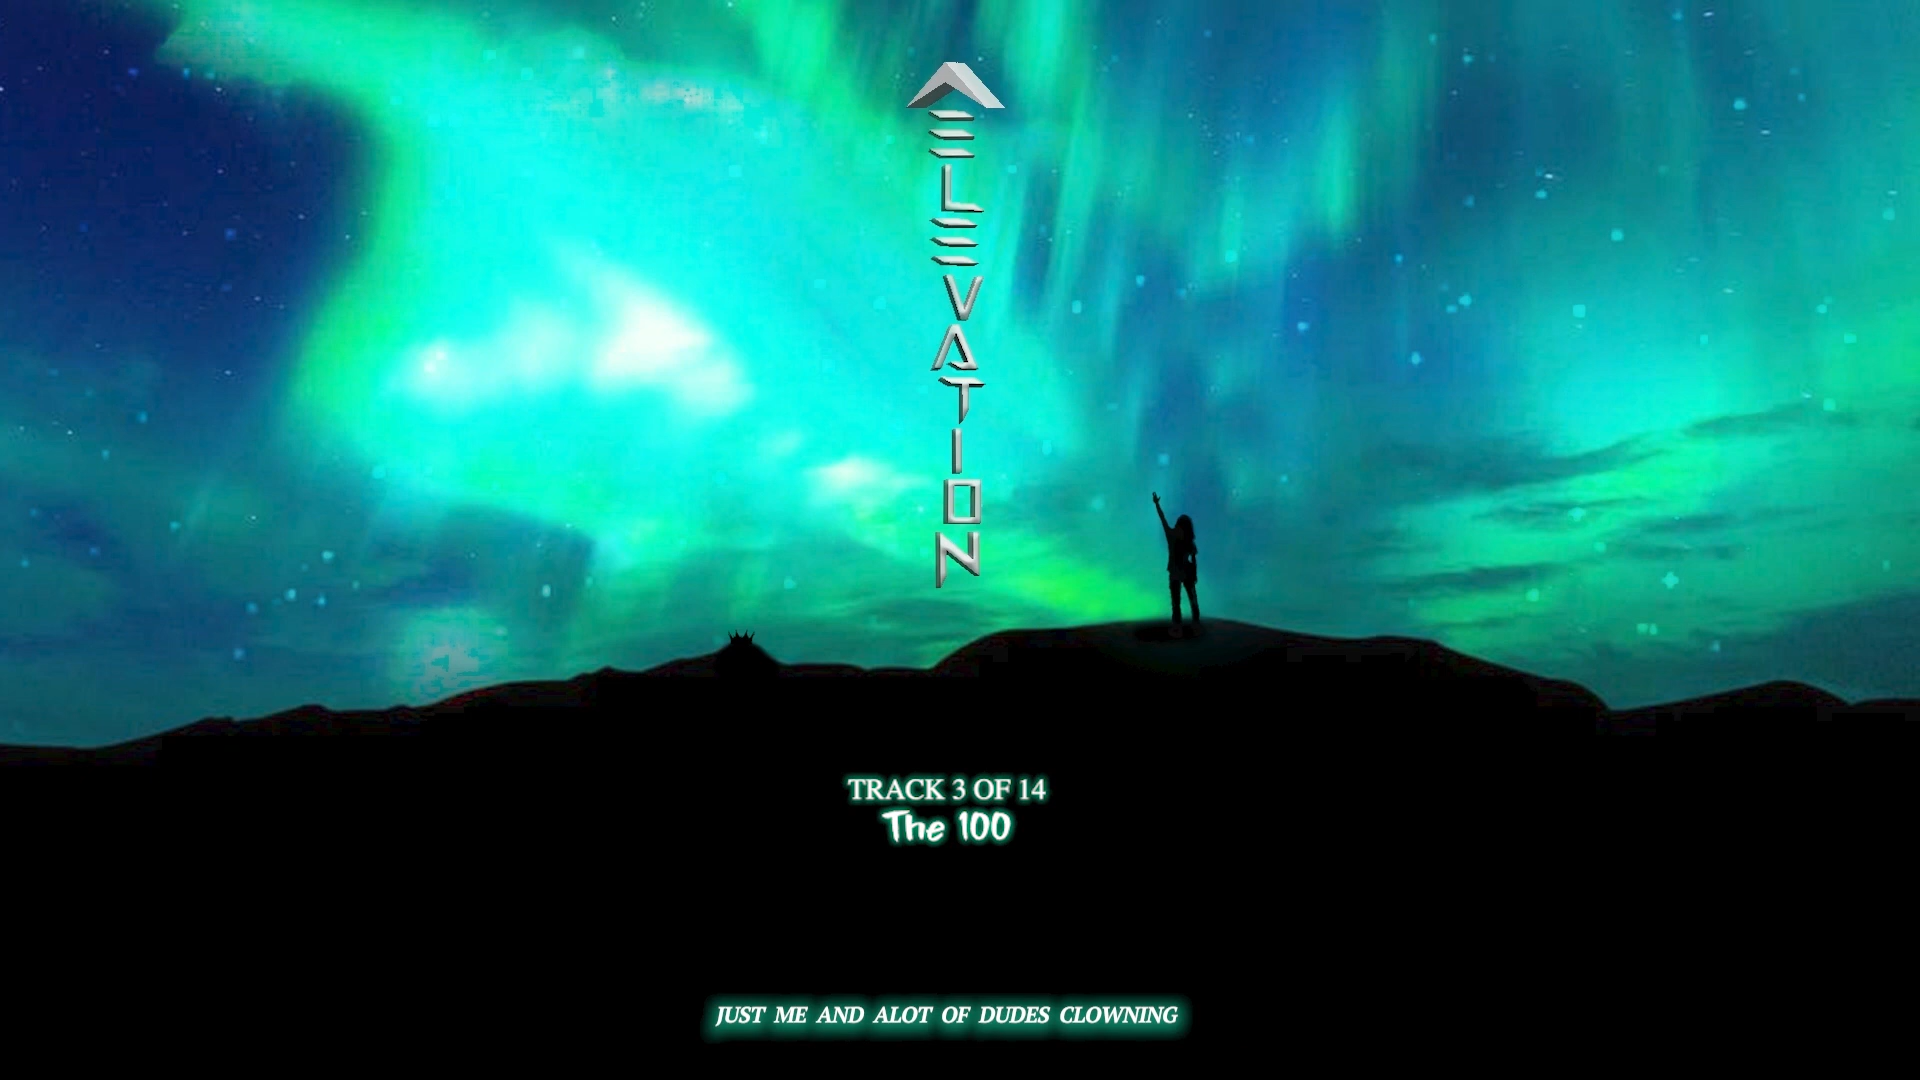 ELEVATION
TRACK 3 OF 14
The 100
JUST ME AND ALOT OF DUDES CLOWNING